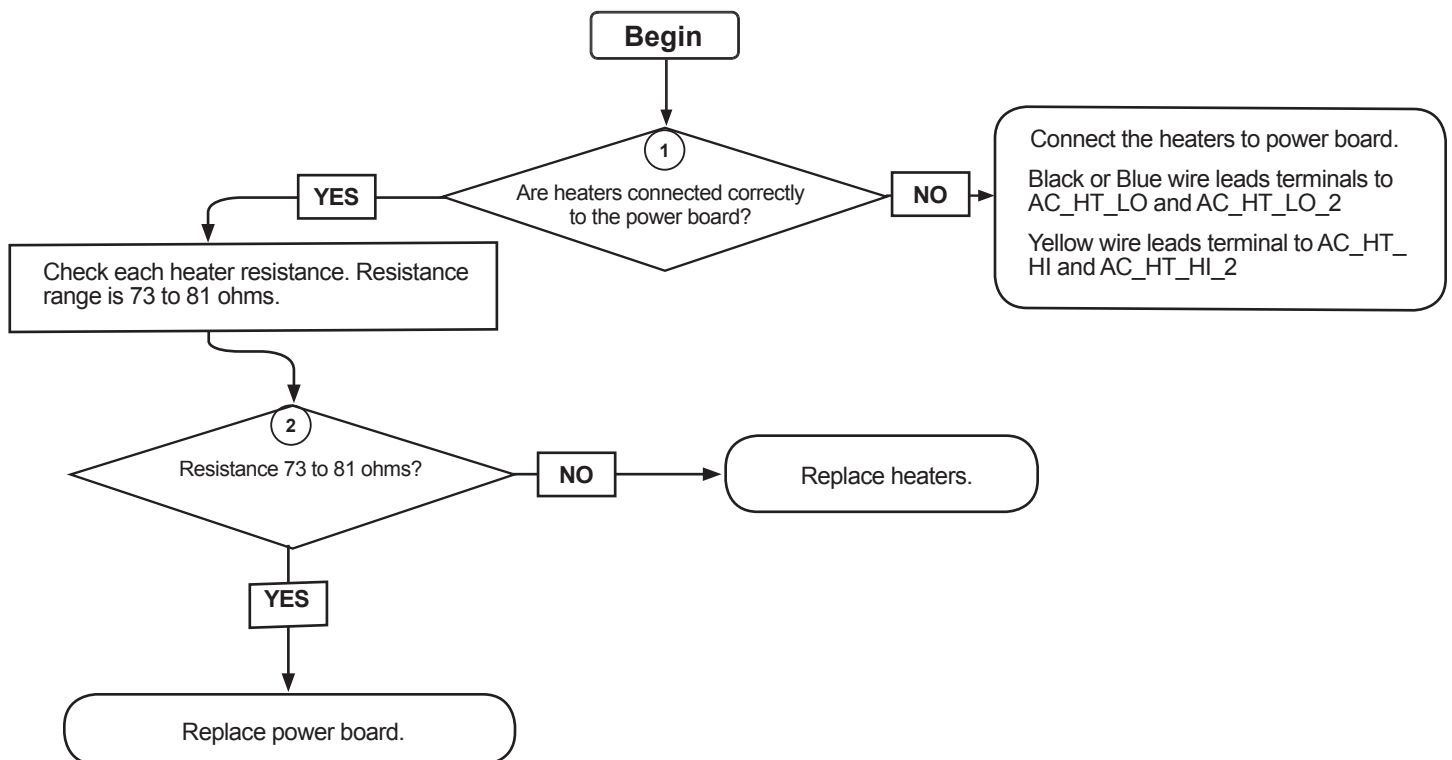 Begin
1
Are heaters connected correctly
to the power board?
YES
NO
Connect the heaters to power board.
Black or Blue wire leads terminals to
AC_HT_LO and AC_HT_LO_2
Yellow wire leads terminal to AC_HT_
HI and AC_HT_HI_2
Check each heater resistance. Resistance
range is 73 to 81 ohms.
2
Resistance 73 to 81 ohms?
NO
Replace heaters.
YES
Replace power board.